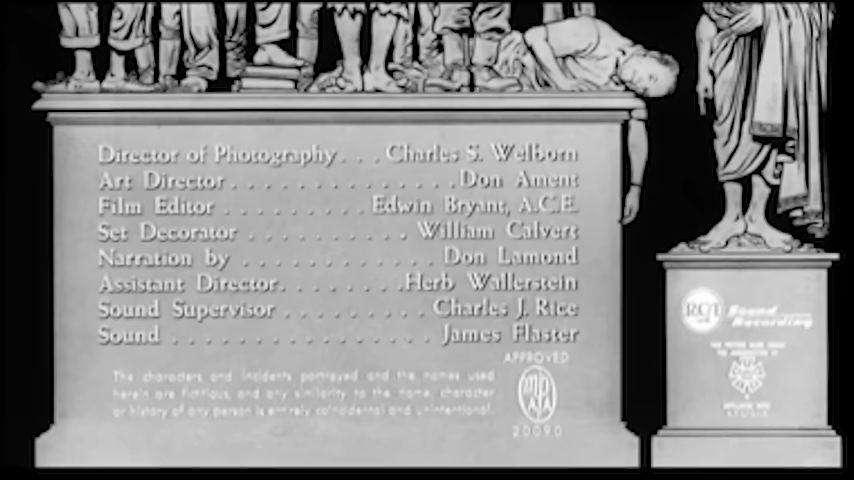 Director of Photography. . . Charles S. Welborn
Art Director. . . . . . . . . . . . . . .Don Ament
Film Editor . . . . . . . . . Edwin Bryant, A.C.E.
Set Decorator . . . . . . . . . . William Calvert
Narration by . . . . . . . . . . . . Don Lamond
Assistant Director. . . . . . . .Herb Wallerstein
Sound Supervisor . . . . . . . . . Charles J. Rice
Sound . . . . . . . . . . . . . . . . James Flaster
The characters and incidents portrayed and the names used
herein are fictitious, and any similarity to the name, character
or history of any person is entirely coincidental and unintentional.
APPROVED
MPAA
20090
RCA Sound
Recording